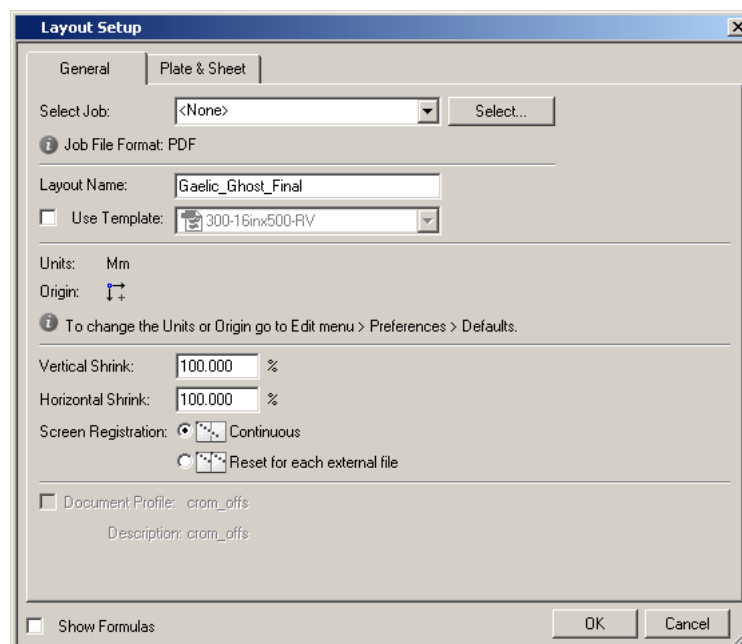 Layout Setup
General Plate & Sheet
Select Job: <None> Select...
Job File Format: PDF
Layout Name: Gaelic_Ghost_Final
Use Template: 300-16inx500-RV
Units: Mm
Origin:
To change the Units or Origin go to Edit menu > Preferences > Defaults.
Vertical Shrink: 100.000 %
Horizontal Shrink: 100.000 %
Screen Registration: Continuous
Reset for each external file
Document Profile: crom_offs
Description: crom_offs
Show Formulas OK Cancel